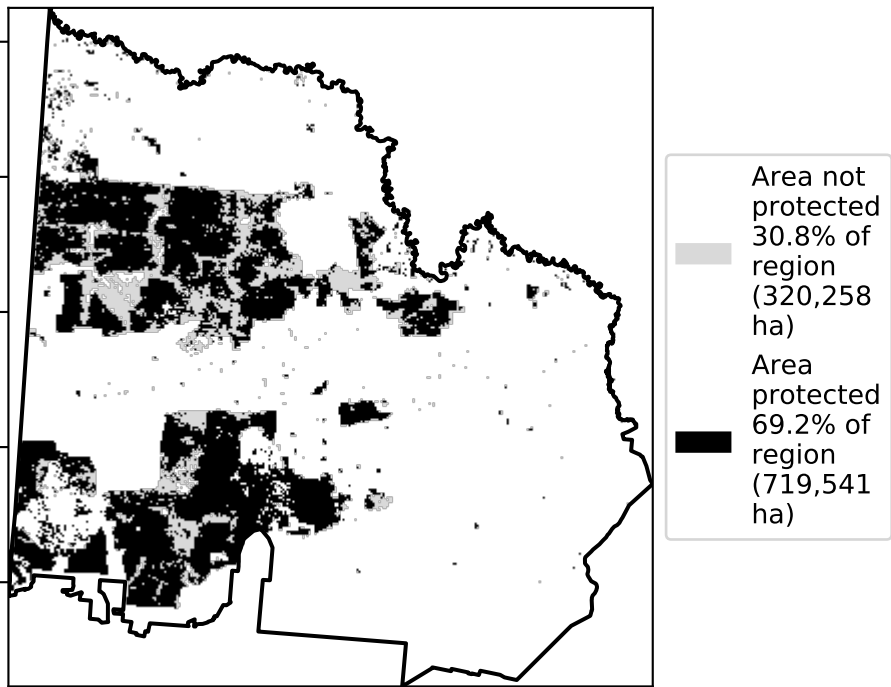 Area not
protected
30.8% of
region
(320,258
ha)
Area
protected
69.2% of
region
(719,541
ha)